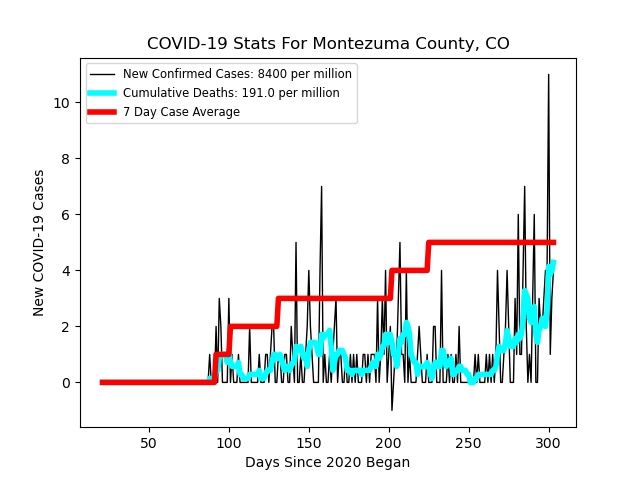 COVID-19 Stats For Montezuma County, CO
New Confirmed Cases: 8400 per million
Cumulative Deaths: 191.0 per million
7 Day Case Average
New COVID-19 Cases
10
8
6
4
2
0
50 100 150 200 250 300
Days Since 2020 Began